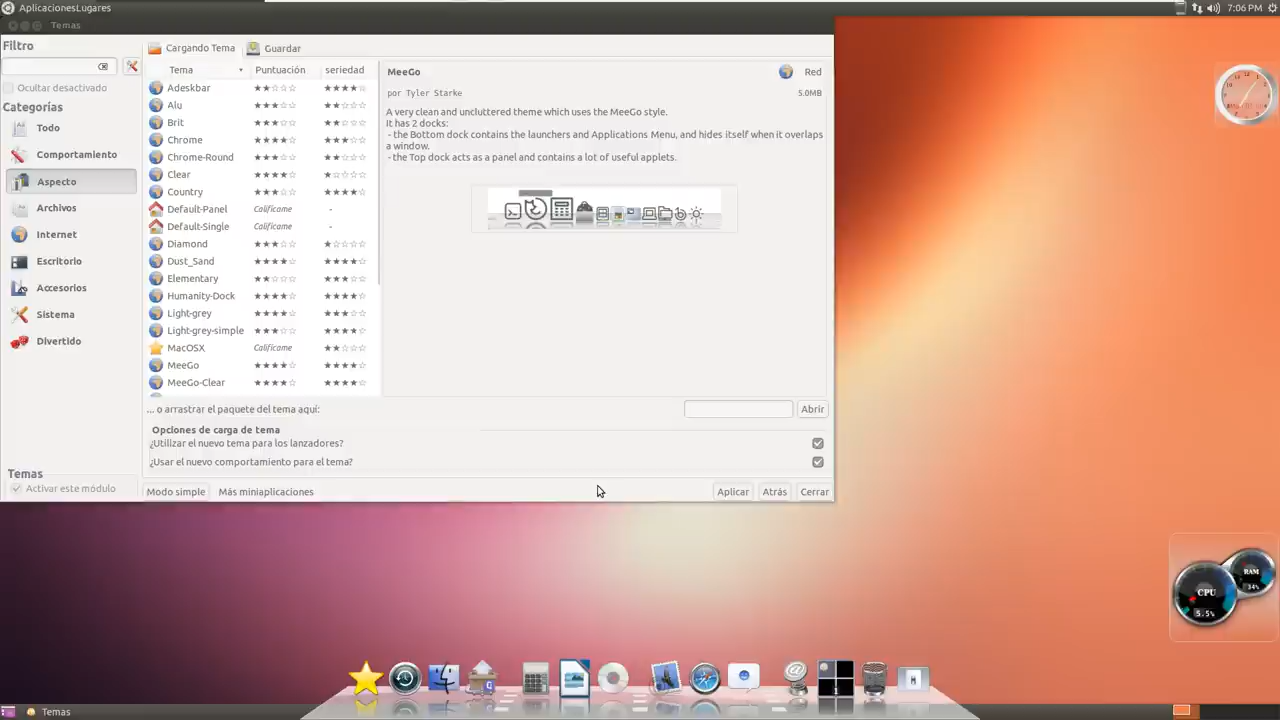 AplicacionesLugares
7:06 PM
Temas
Filtro
Ocultar desactivado
Categorías
Todo
Comportamiento
Aspecto
Archivos
Internet
Escritorio
Accesorios
Sistema
Divertido
Temas
Activar este módulo
Cargando Tema
Guardar
Tema Puntuación seriedad
Adeskbar ★★☆☆☆ ★★★★☆
Alu ★★★☆☆ ★★☆☆☆
Brit ★★★☆☆ ★★☆☆☆
Chrome ★★★★☆ ★★★★☆
Chrome-Round ★★★☆☆ ★★☆☆☆
Clear ★★★★☆ ★☆☆☆☆
Country ★★★☆☆ ★★★★☆
Default-Panel Calificame -
Default-Single Calificame -
Diamond ★★★☆☆ ★☆☆☆☆
Dust_Sand ★★★★☆ ★★★★☆
Elementary ★★☆☆☆ ★★★☆☆
Humanity-Dock ★★★★☆ ★★★★☆
Light-grey ★★★★☆ ★★★☆☆
Light-grey-simple ★★★☆☆ ★★★★☆
MacOSX Calificame ★★☆☆☆
MeeGo ★★★★☆ ★★★★☆
MeeGo-Clear ★★★★☆ ★★★★☆
MeeGo Red
por Tyler Starke 5.0MB
A very clean and uncluttered theme which uses the MeeGo style.
It has 2 docks:
- the Bottom dock contains the launchers and Applications Menu, and hides itself when it overlaps
a window.
- the Top dock acts as a panel and contains a lot of useful applets.
... o arrastrar el paquete del tema aquí:
Abrir
Opciones de carga de tema
¿Utilizar el nuevo tema para los lanzadores?
¿Usar el nuevo comportamiento para el tema?
Modo simple Más miniaplicaciones Aplicar Atrás Cerrar
RAM
34%
CPU
5.5%
1
Temas